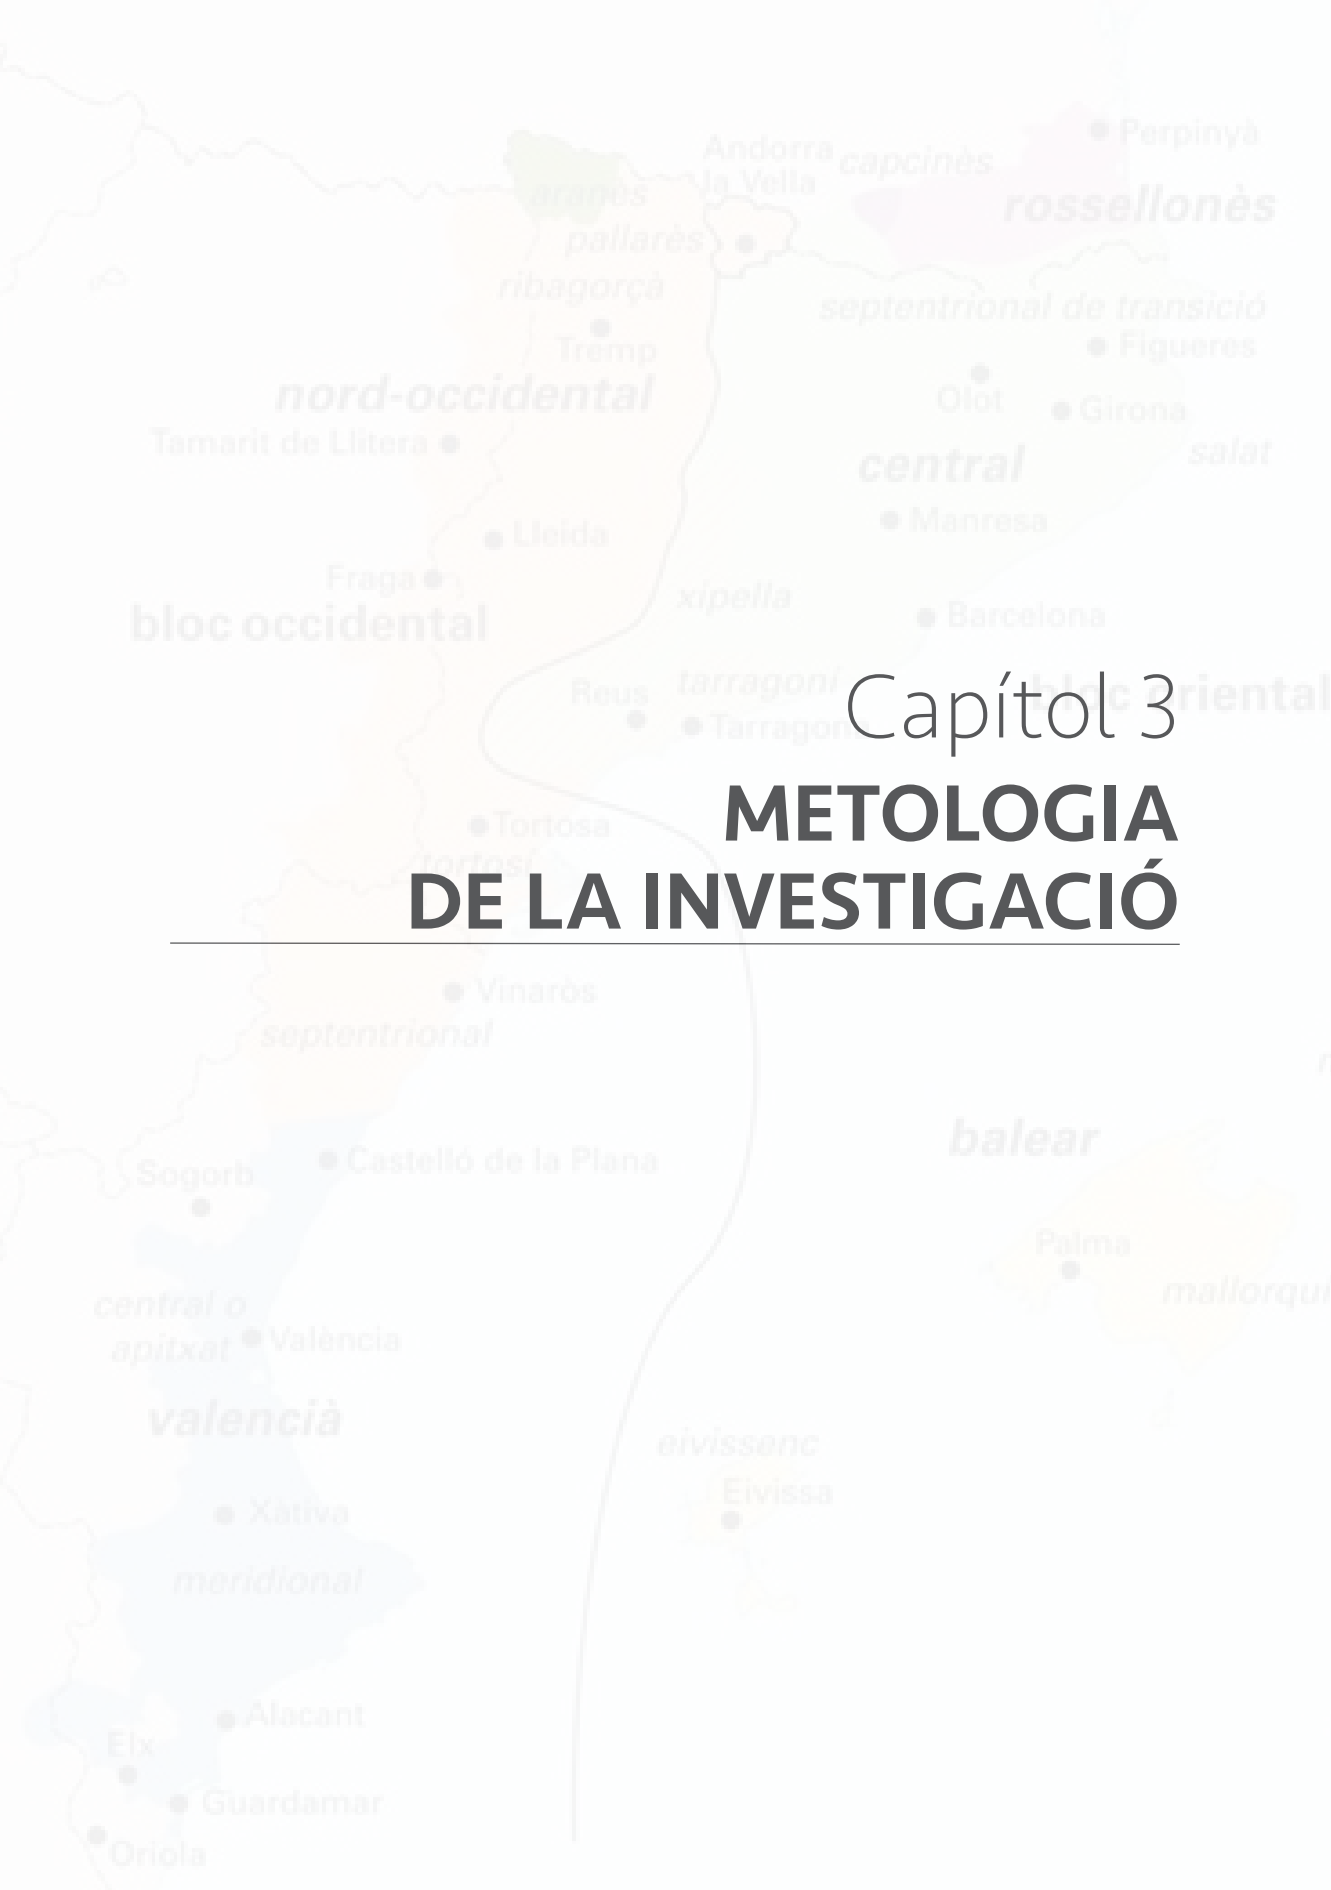 Perpinyà
Andorra
la Vella
capcinès
aranès
rossellonès
pallarès
ribagorçà
septentrional de transició
Tremp
Figueres
nord-occidental
Olot
Girona
Tamarit de Llitera
salat
central
Manresa
Lleida
Fraga
xipella
bloc occidental
Barcelona
Reus
tarragoní
bloc oriental
Tarragona
Capítol 3
METOLOGIA
Tortosa
tortosí
DE LA INVESTIGACIÓ
Vinaròs
septentrional
balear
Castelló de la Plana
Sogorb
Palma
mallorquí
central o
apitxat
València
valencià
eivissenc
Eivissa
Xàtiva
meridional
Alacant
Elx
Guardamar
Oriola